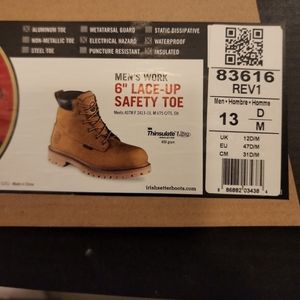 ALUMINUM TOE
METATARSAL GUARD
STATIC DISSIPATIVE
NON-METALLIC TOE
ELECTRICAL HAZARD
WATERPROOF
STEEL TOE
PUNCTURE RESISTANT
INSULATED
MEN'S WORK
6" LACE-UP
SAFETY TOE
Thinsulate
irishsetterboots.com
83616
REV1
Men • Hombre • Homme
13
D
M
UK 12D/M
EU 47D/M
CM 31D/M